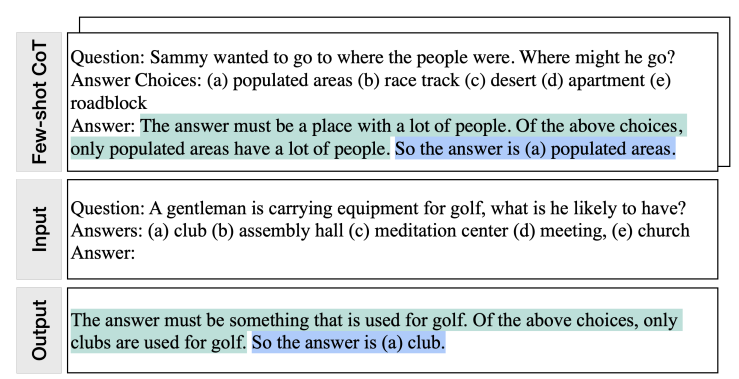 Few-shot CoT
Question: Sammy wanted to go to where the people were. Where might he go?
Answer Choices: (a) populated areas (b) race track (c) desert (d) apartment (e)
roadblock
Answer: The answer must be a place with a lot of people. Of the above choices,
only populated areas have a lot of people. So the answer is (a) populated areas.
Input
Question: A gentleman is carrying equipment for golf, what is he likely to have?
Answers: (a) club (b) assembly hall (c) meditation center (d) meeting, (e) church
Answer:
Output
The answer must be something that is used for golf. Of the above choices, only
clubs are used for golf. So the answer is (a) club.